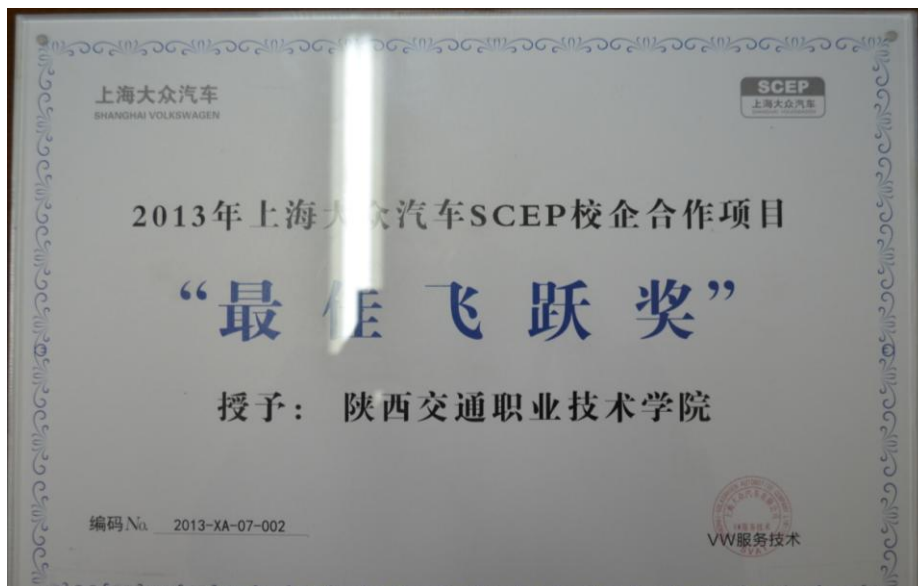 上海大众汽车
SHANGHAI VOLKSWAGEN
SCEP
上海大众汽车
2013年上海大众汽车SCEP校企合作项目
“最佳飞跃奖”
授予： 陕西交通职业技术学院
编码No. 2013-XA-07-002
VW服务技术